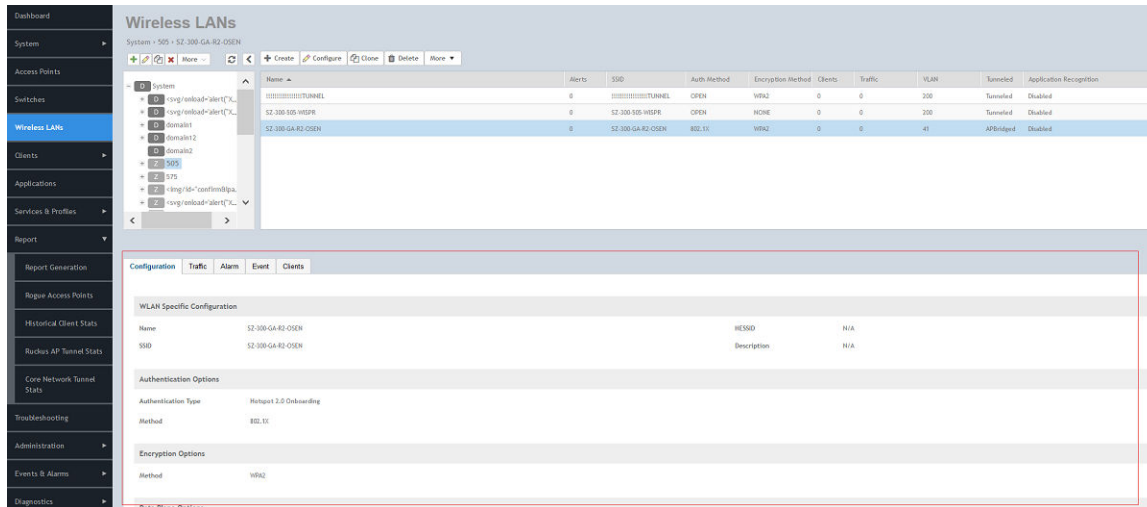 Dashboard
System
Access Points
Switches
Wireless LANs
Clients
Applications
Services & Profiles
Report
Report Generation
Rogue Access Points
Historical Client Stats
Ruckus AP Tunnel Stats
Core Network Tunnel
Stats
Troubleshooting
Administration
Events & Alarms
Diagnostics
Wireless LANs
System › 505 › SZ-300-GA-R2-OSEN
More
Create Configure Clone Delete More
D System
D <svg/onload='alert("X...
D <svg/onload='alert("X...
D domain1
D domain12
D domain2
Z 505
Z 575
Z <img/id="confirm&lpa...
Z <svg/onload='alert("X...
Name Alerts SSID Auth Method Encryption Method Clients Traffic VLAN Tunneled Application Recognition
TUNNEL 0 TUNNEL OPEN WPA2 0 0 200 Tunneled Disabled
SZ-300-505-WISPR 0 SZ-300-505-WISPR OPEN NONE 0 0 200 Tunneled Disabled
SZ-300-GA-R2-OSEN 0 SZ-300-GA-R2-OSEN 802.1X WPA2 0 0 41 APBridged Disabled
Configuration Traffic Alarm Event Clients
WLAN Specific Configuration
Name SZ-300-GA-R2-OSEN HESSID N/A
SSID SZ-300-GA-R2-OSEN Description N/A
Authentication Options
Authentication Type Hotspot 2.0 Onboarding
Method 802.1X
Encryption Options
Method WPA2